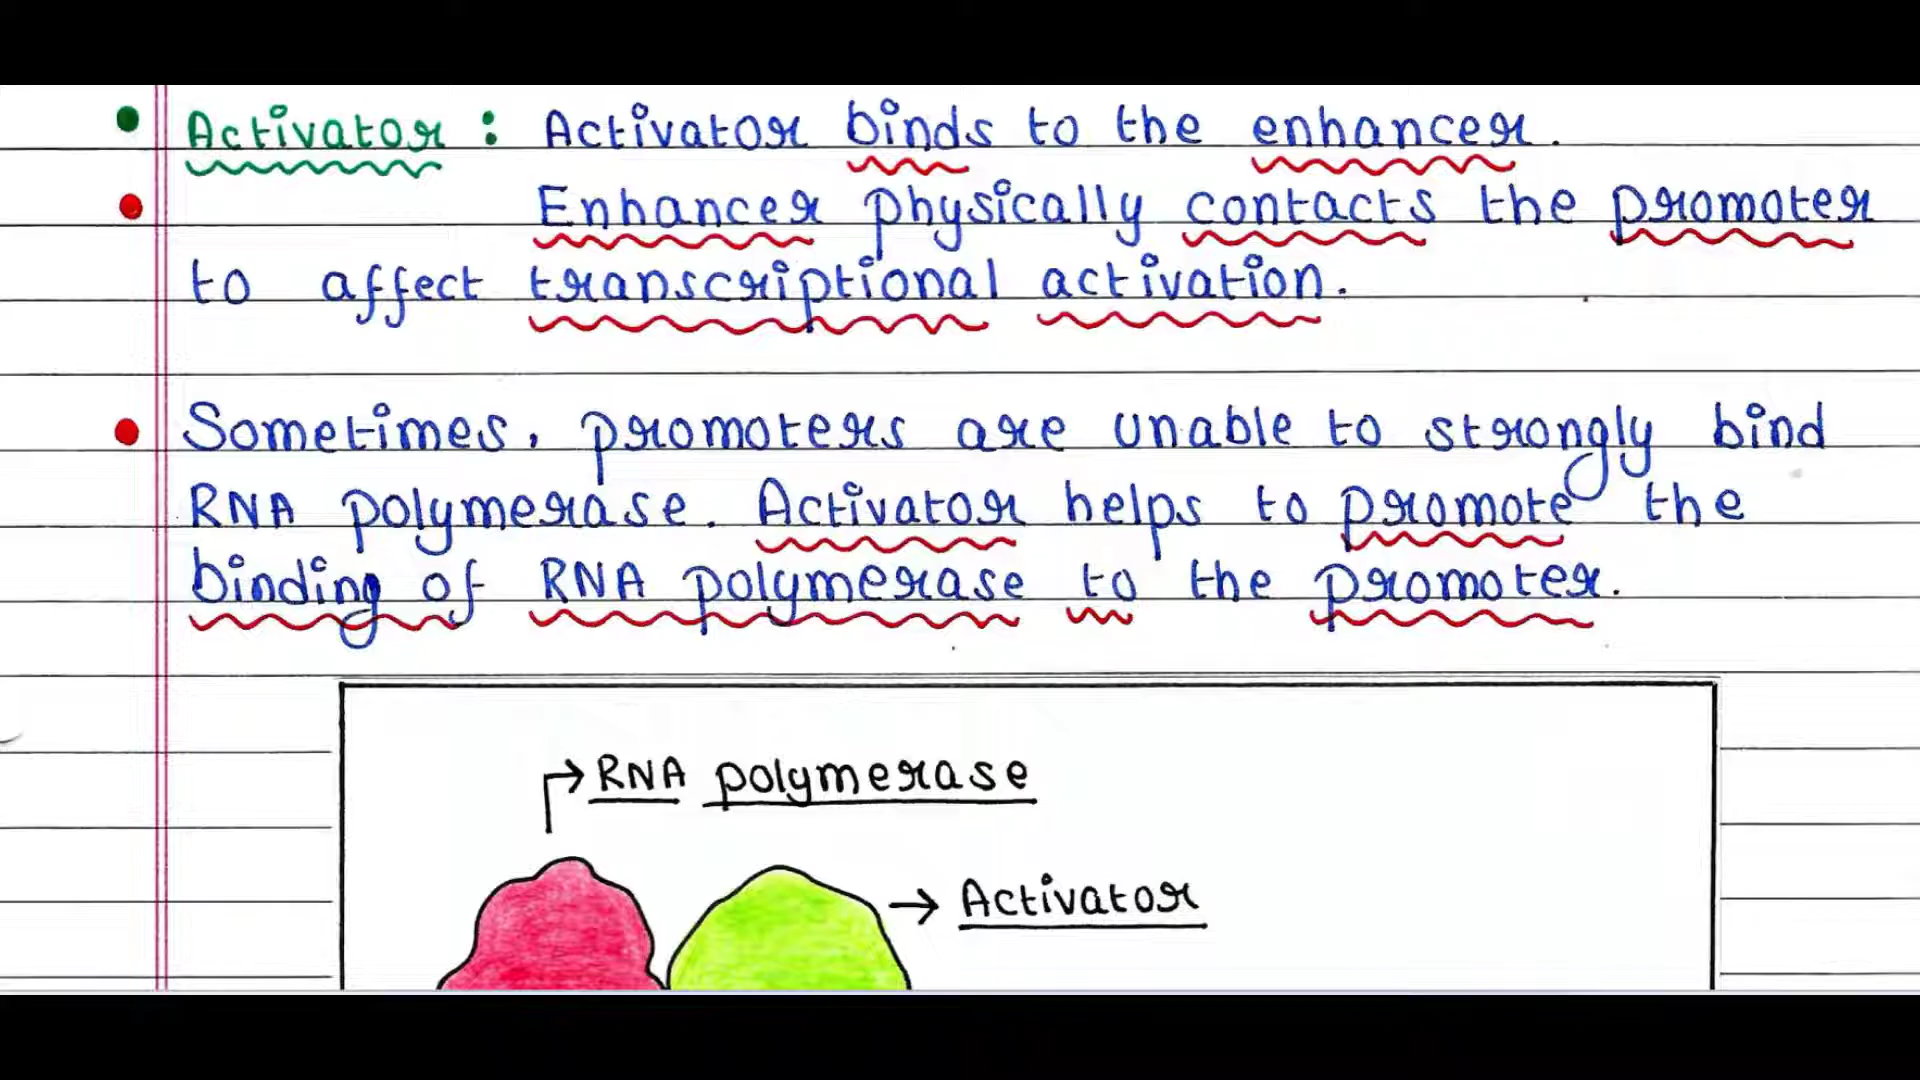 Activator : Activator binds to the enhancer.
Enhancer physically contacts the promoter
to affect transcriptional activation.
Sometimes, promoters are unable to strongly bind
RNA polymerase. Activator helps to promote the
binding of RNA polymerase to the promoter.
RNA polymerase
Activator